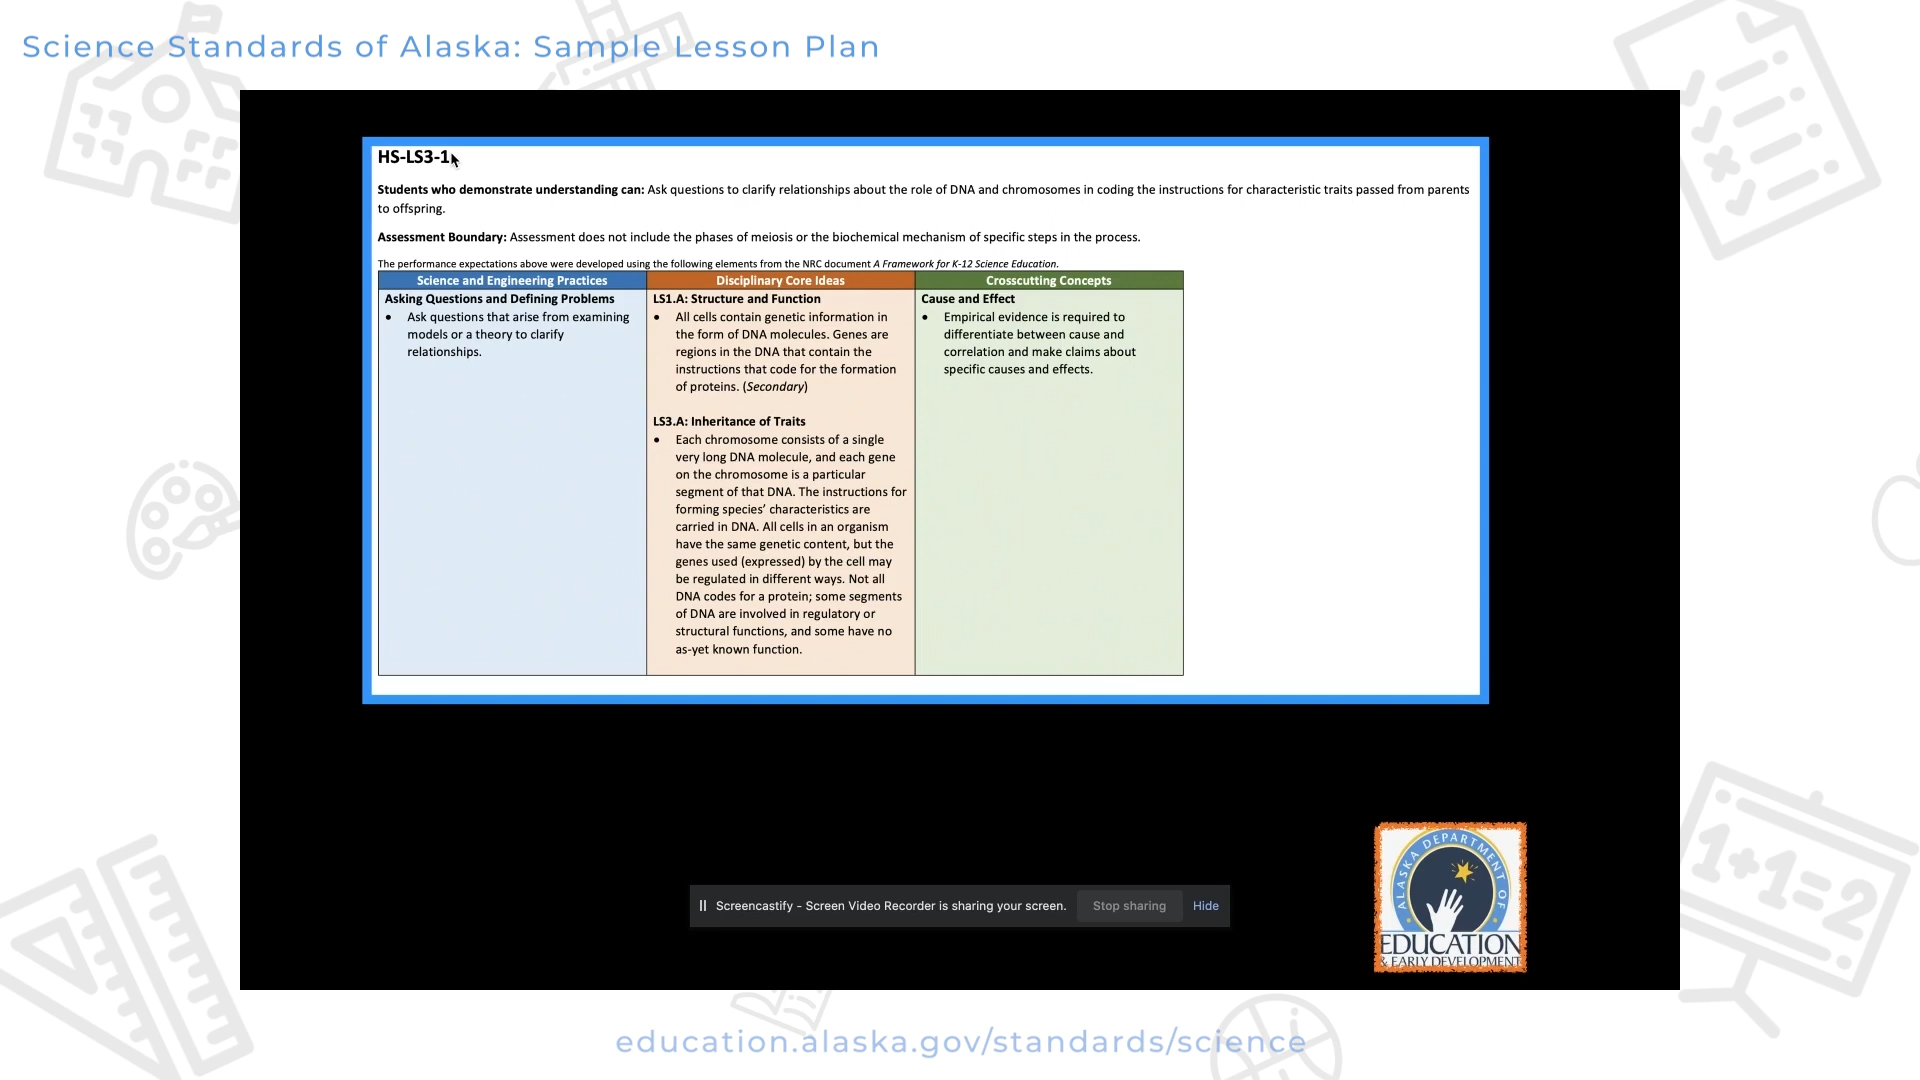 Science Standards of Alaska: Sample Lesson Plan
HS-LS3-1
Students who demonstrate understanding can: Ask questions to clarify relationships about the role of DNA and chromosomes in coding the instructions for characteristic traits passed from parents
to offspring.
Assessment Boundary: Assessment does not include the phases of meiosis or the biochemical mechanism of specific steps in the process.
The performance expectations above were developed using the following elements from the NRC document A Framework for K-12 Science Education.
Science and Engineering Practices
Asking Questions and Defining Problems
• Ask questions that arise from examining
models or a theory to clarify
relationships.
Disciplinary Core Ideas
LS1.A: Structure and Function
• All cells contain genetic information in
the form of DNA molecules. Genes are
regions in the DNA that contain the
instructions that code for the formation
of proteins. (Secondary)
LS3.A: Inheritance of Traits
• Each chromosome consists of a single
very long DNA molecule, and each gene
on the chromosome is a particular
segment of that DNA. The instructions for
forming species’ characteristics are
carried in DNA. All cells in an organism
have the same genetic content, but the
genes used (expressed) by the cell may
be regulated in different ways. Not all
DNA codes for a protein; some segments
of DNA are involved in regulatory or
structural functions, and some have no
as-yet known function.
Crosscutting Concepts
Cause and Effect
• Empirical evidence is required to
differentiate between cause and
correlation and make claims about
specific causes and effects.
Screencastify - Screen Video Recorder is sharing your screen.
Stop sharing
Hide
ALASKA DEPARTMENT OF
EDUCATION
& EARLY DEVELOPMENT
1+1=2
education.alaska.gov/standards/science